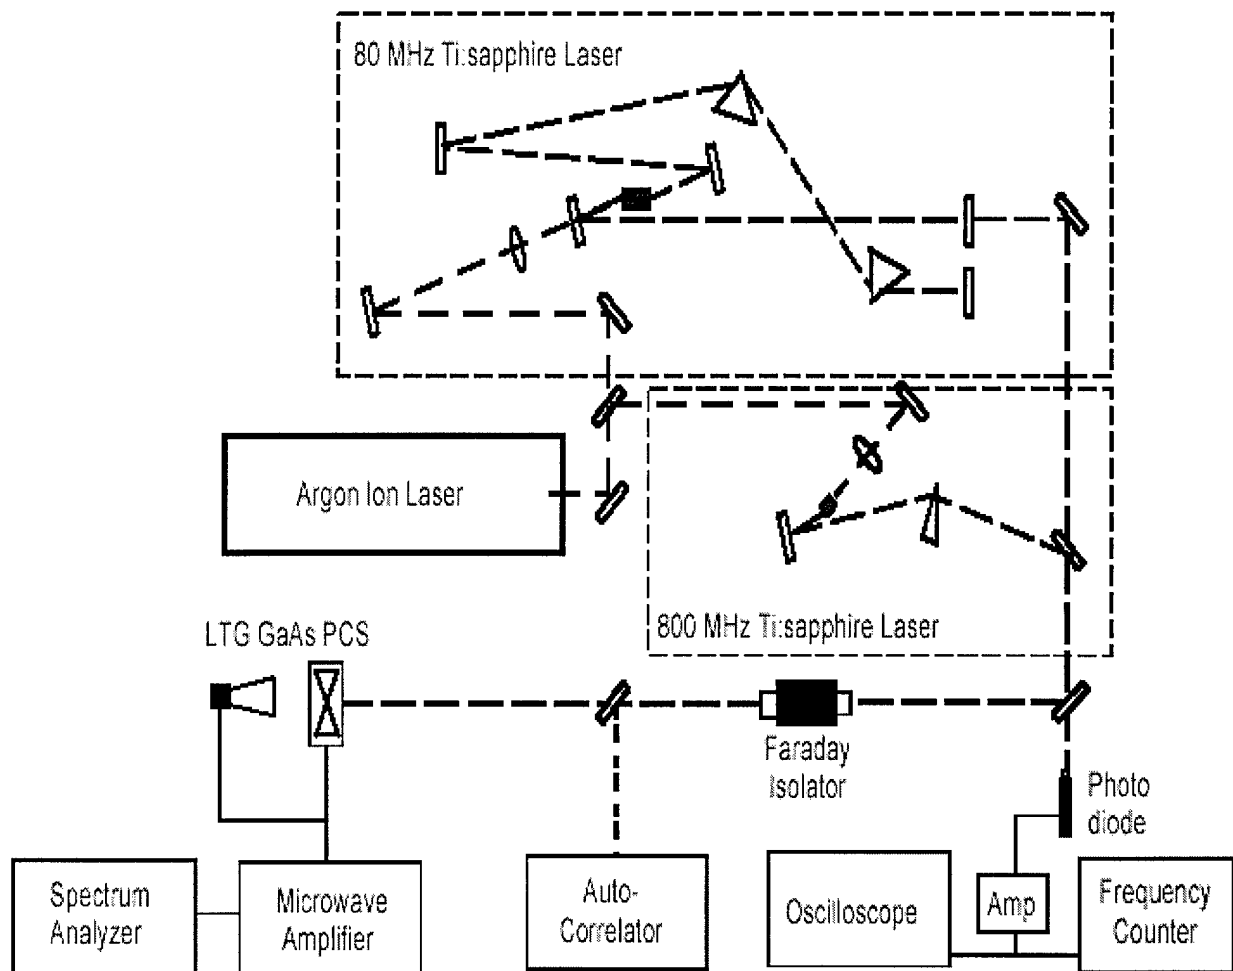 80 MHz Ti:sapphire Laser
Argon Ion Laser
800 MHz Ti:sapphire Laser
LTG GaAs PCS
Faraday
Isolator
Photo
diode
Spectrum
Analyzer
Microwave
Amplifier
Auto-
Correlator
Oscilloscope
Amp
Frequency
Counter